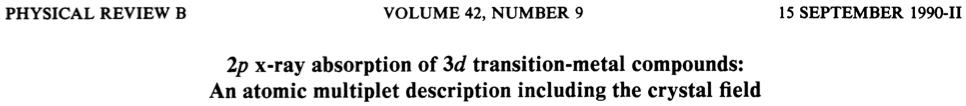 PHYSICAL REVIEW B VOLUME 42, NUMBER 9 15 SEPTEMBER 1990-II
2p x-ray absorption of 3d transition-metal compounds:
An atomic multiplet description including the crystal field